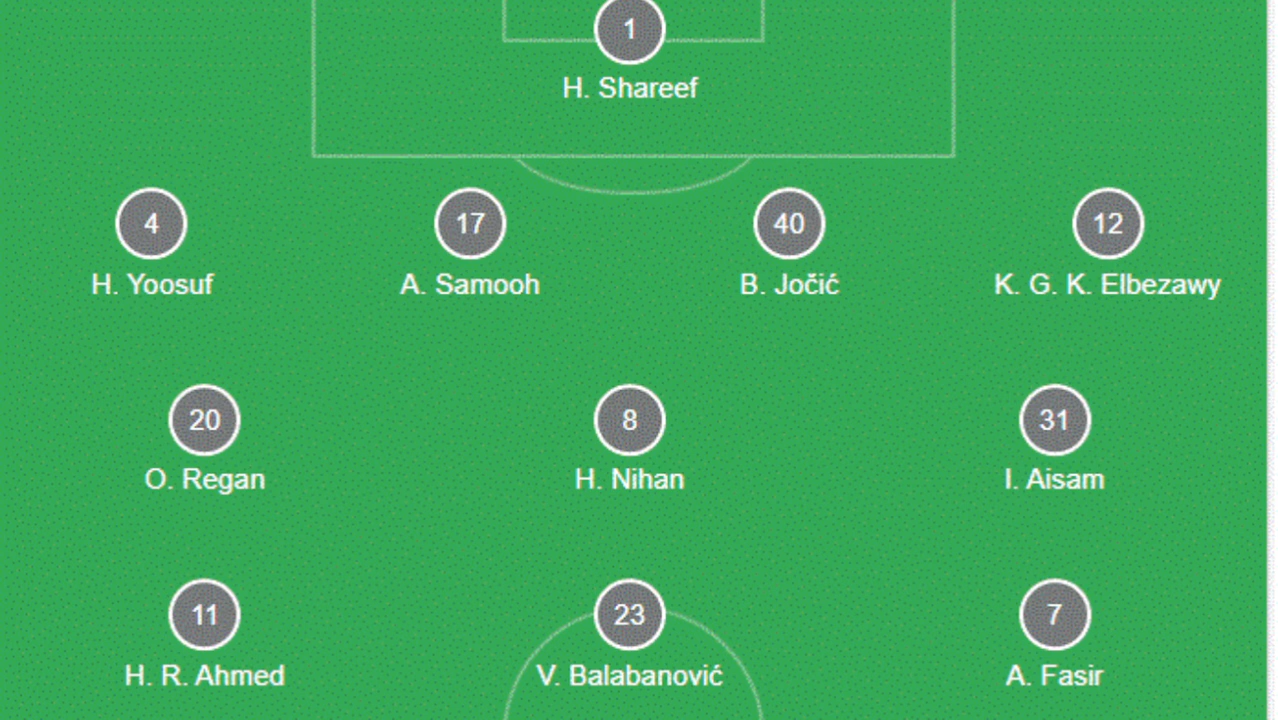 1
H. Shareef
4 17 40 12
H. Yoosuf A. Samooh B. Jočić K. G. K. Elbezawy
20 8 31
O. Regan H. Nihan I. Aisam
11 23 7
H. R. Ahmed V. Balabanović A. Fasir